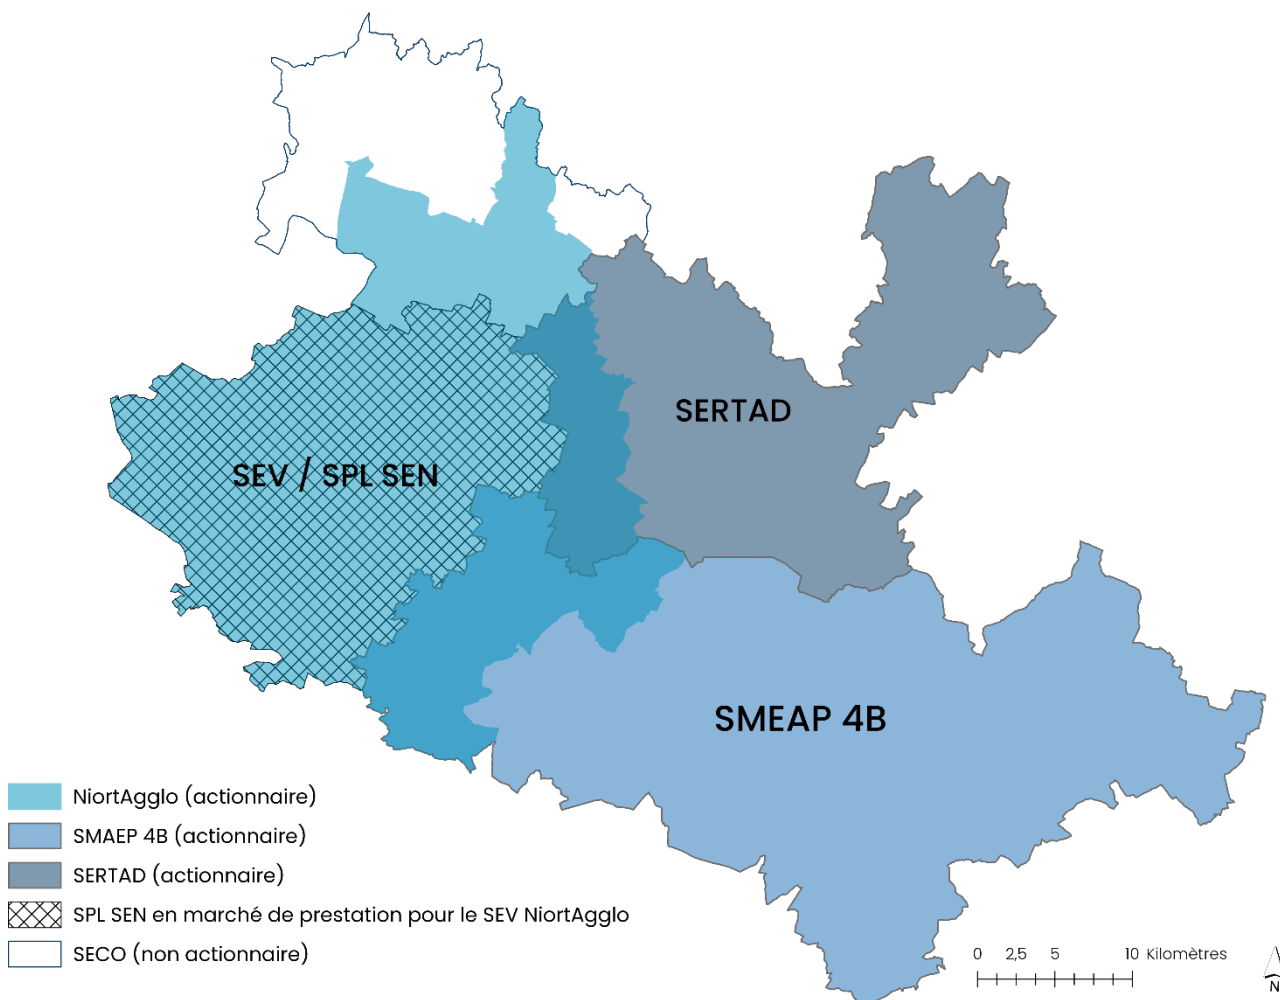 SERTAD
SEV / SPL SEN
SMEAP 4B
NiortAgglo (actionnaire)
SMAEP 4B (actionnaire)
SERTAD (actionnaire)
SPL SEN en marché de prestation pour le SEV NiortAgglo
SECO (non actionnaire)
0 2,5 5 10 Kilomètres
N